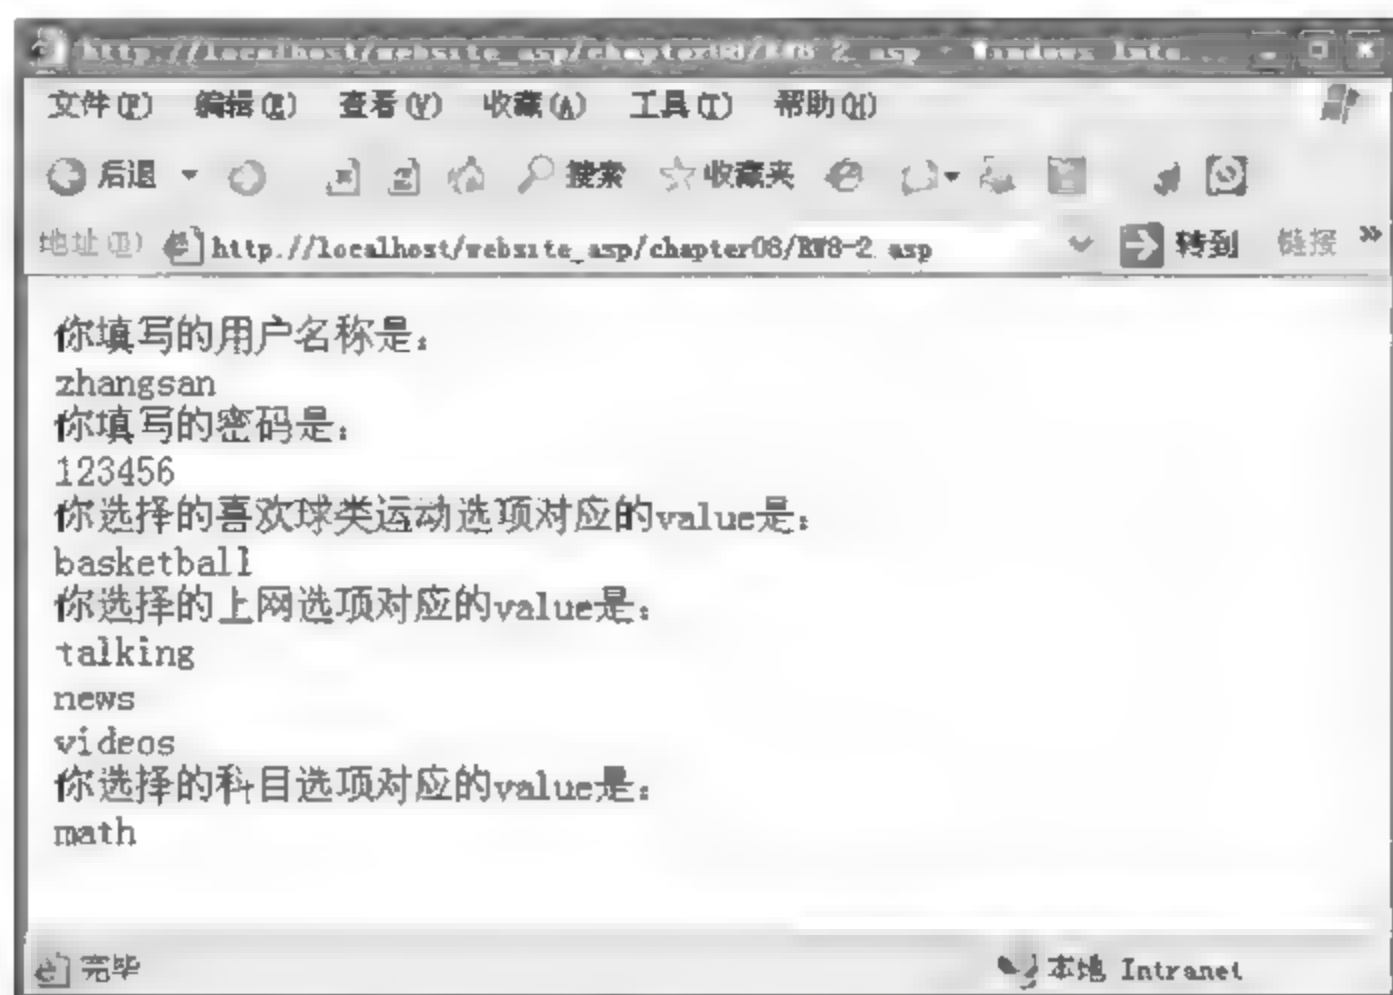 http://localhost/website_asp/chapter08/RW8-2.asp - Windows Inte...
文件(F) 编辑(E) 查看(V) 收藏(A) 工具(T) 帮助(H)
后退 搜索 收藏夹
地址(D) http://localhost/website_asp/chapter08/RW8-2.asp 转到 链接 »
你填写的用户名称是:
zhangsan
你填写的密码是:
123456
你选择的喜欢球类运动选项对应的value是:
basketball
你选择的上网选项对应的value是:
talking
news
videos
你选择的科目选项对应的value是:
math
完毕 本地 Intranet